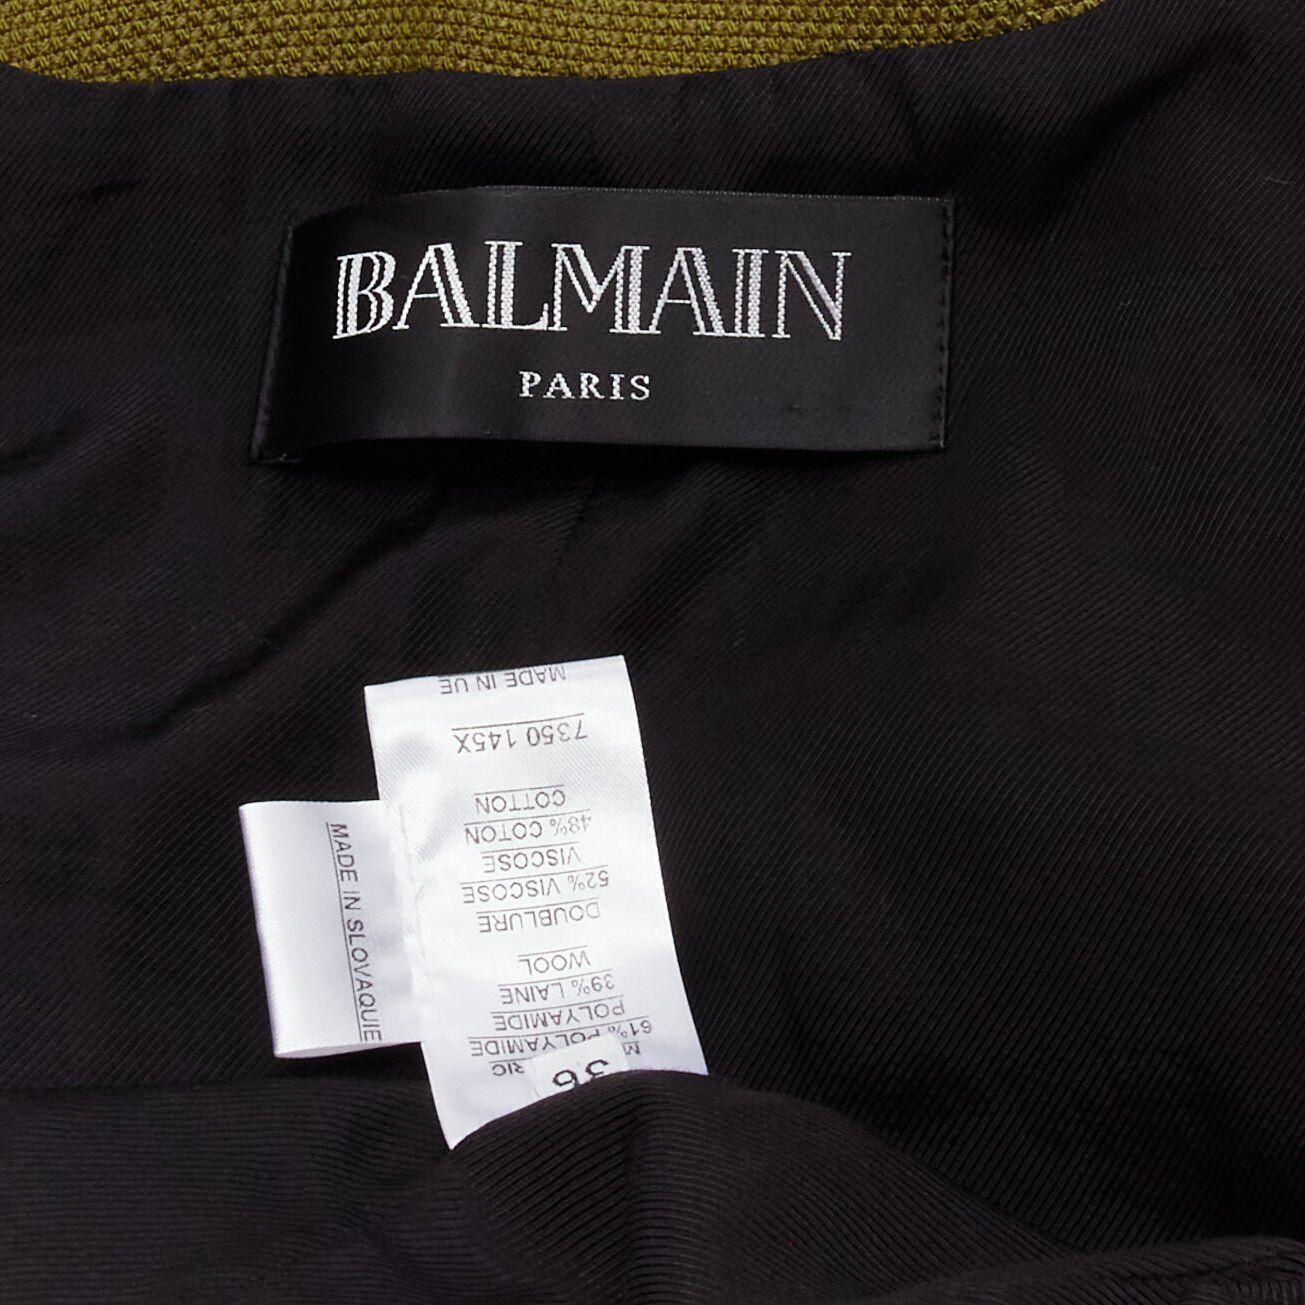 BALMAIN
PARIS
36
61% POLYAMIDE
POLYAMIDE
39% LAINE
WOOL
DOUBLURE
52% VISCOSE
VISCOSE
48% COTON
COTTON
7350 145X
MADE IN UE
MADE IN SLOVAQUIE